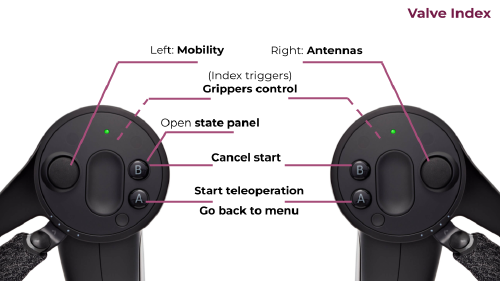 Valve Index
Left: Mobility
Right: Antennas
(Index triggers)
Grippers control
Open state panel
Cancel start
B
B
Start teleoperation
A
A
Go back to menu